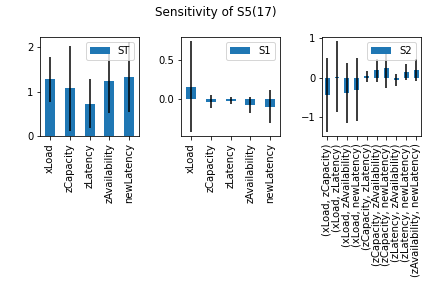 Sensitivity of S5(17)
ST
2
1
0
xLoad
zCapacity
zLatency
zAvailability
newLatency
S1
0.5
0.0
xLoad
zCapacity
zLatency
zAvailability
newLatency
S2
1
0
−1
(xLoad, zCapacity)
(xLoad, zLatency)
(xLoad, zAvailability)
(xLoad, newLatency)
(zCapacity, zLatency)
(zCapacity, zAvailability)
(zCapacity, newLatency)
(zLatency, zAvailability)
(zLatency, newLatency)
(zAvailability, newLatency)